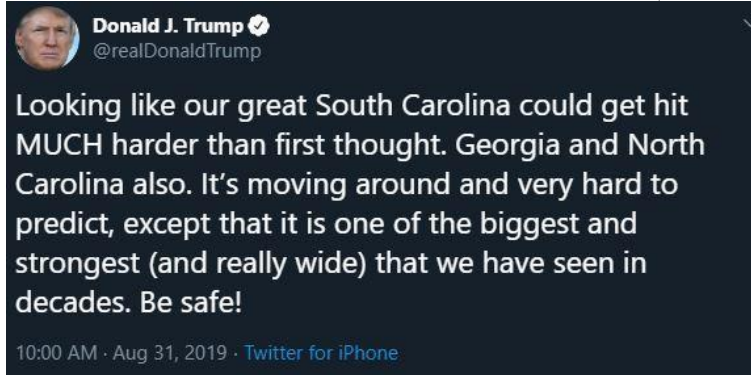 Donald J. Trump
@realDonaldTrump
Looking like our great South Carolina could get hit
MUCH harder than first thought. Georgia and North
Carolina also. It’s moving around and very hard to
predict, except that it is one of the biggest and
strongest (and really wide) that we have seen in
decades. Be safe!
10:00 AM · Aug 31, 2019 · Twitter for iPhone